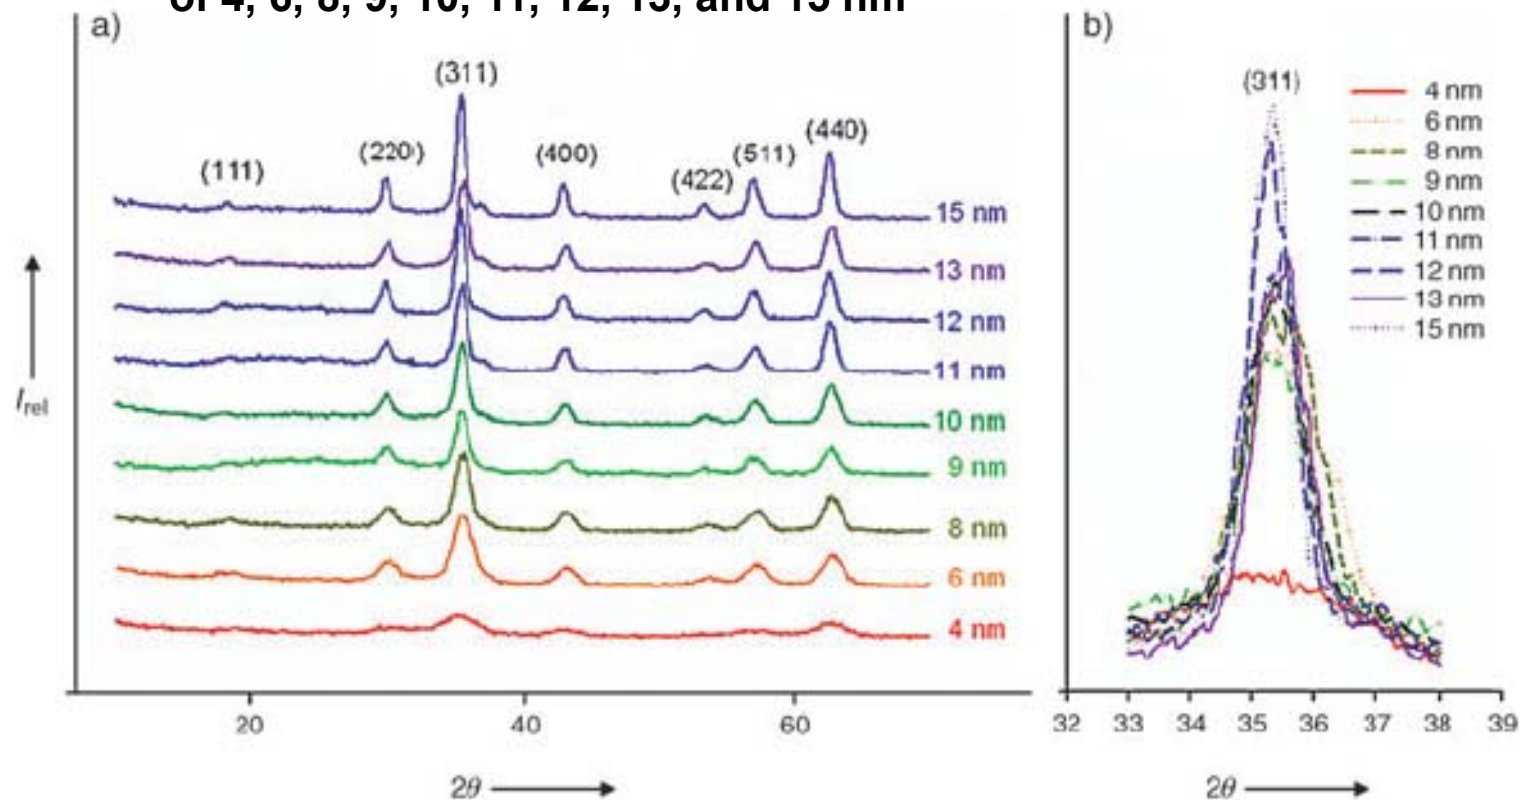 of 4, 6, 8, 9, 10, 11, 12, 13, and 15 nm
a)
(311)
(440)
(220)
(400)
(511)
(111)
(422)
15 nm
13 nm
12 nm
11 nm
10 nm
9 nm
8 nm
6 nm
4 nm
Irel
20 40 60
2θ
b)
(311)
4 nm
6 nm
8 nm
9 nm
10 nm
11 nm
12 nm
13 nm
15 nm
32 33 34 35 36 37 38 39
2θ